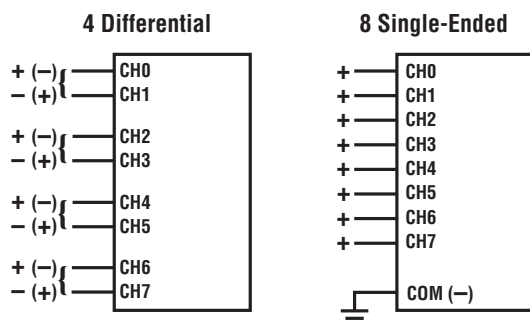 4 Differential
+ (−) { CH0
− (+) CH1
+ (−) { CH2
− (+) CH3
+ (−) { CH4
− (+) CH5
+ (−) { CH6
− (+) CH7
8 Single-Ended
+ CH0
+ CH1
+ CH2
+ CH3
+ CH4
+ CH5
+ CH6
+ CH7
COM (−)